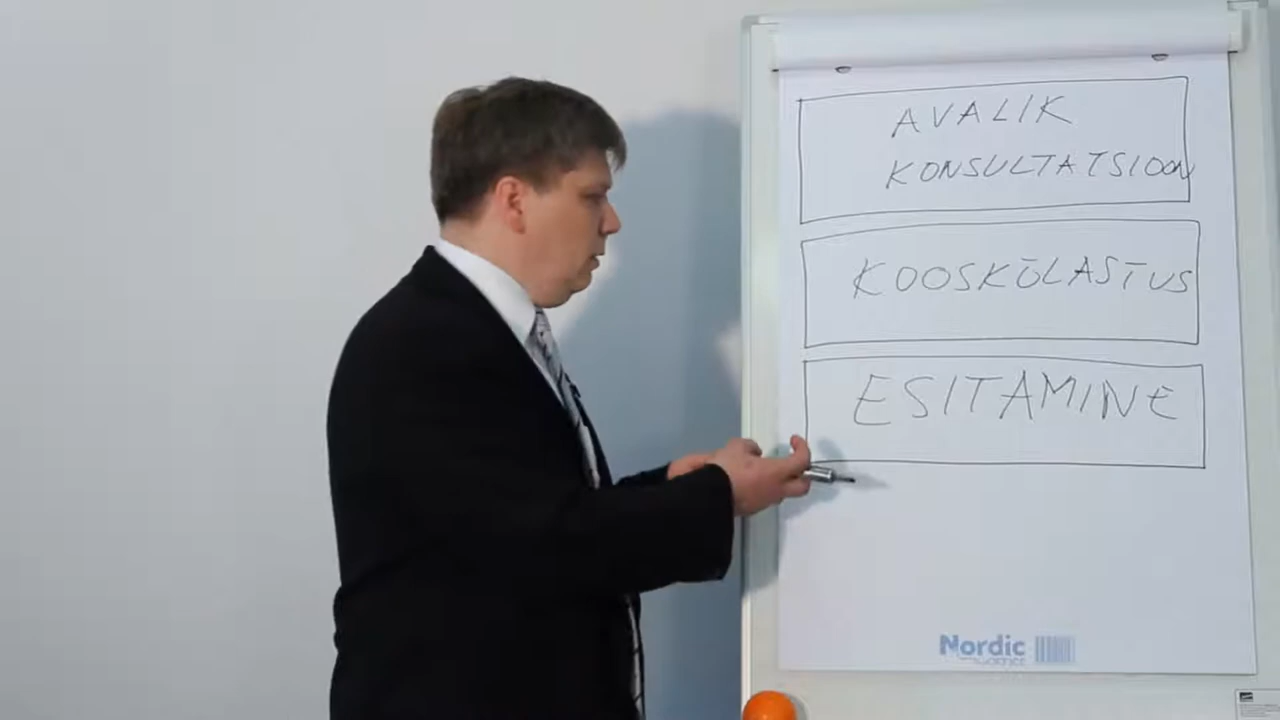 AVALIK
KONSULTATSIOON
KOOSKÕLASTUS
ESITAMINE
Nordic